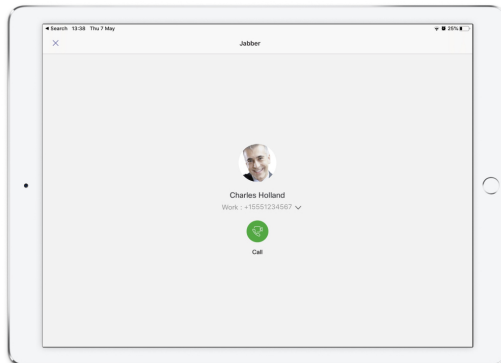 ◀ Search 13:38 Thu 7 May 25%
Jabber
Charles Holland
Work : +15551234567
Call